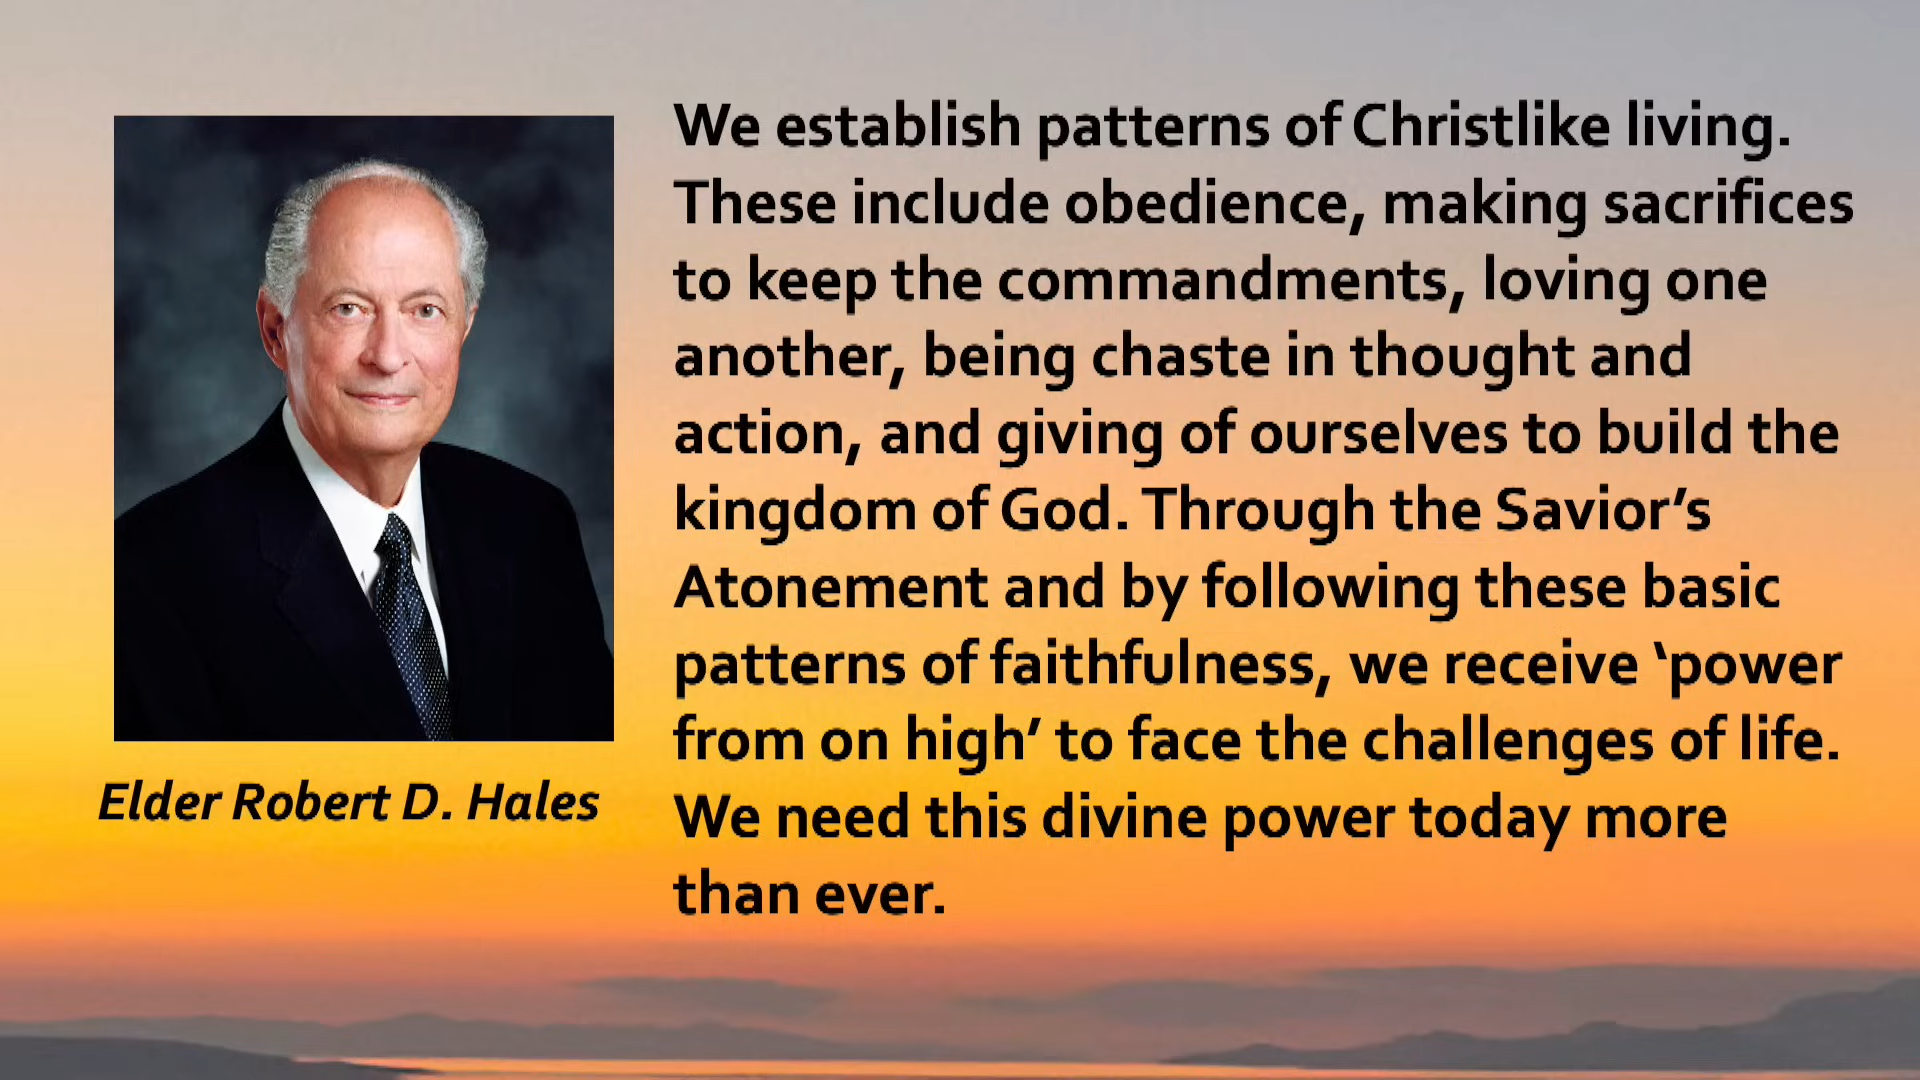 We establish patterns of Christlike living.
These include obedience, making sacrifices
to keep the commandments, loving one
another, being chaste in thought and
action, and giving of ourselves to build the
kingdom of God. Through the Savior’s
Atonement and by following these basic
patterns of faithfulness, we receive ‘power
from on high’ to face the challenges of life.
We need this divine power today more
than ever.
Elder Robert D. Hales